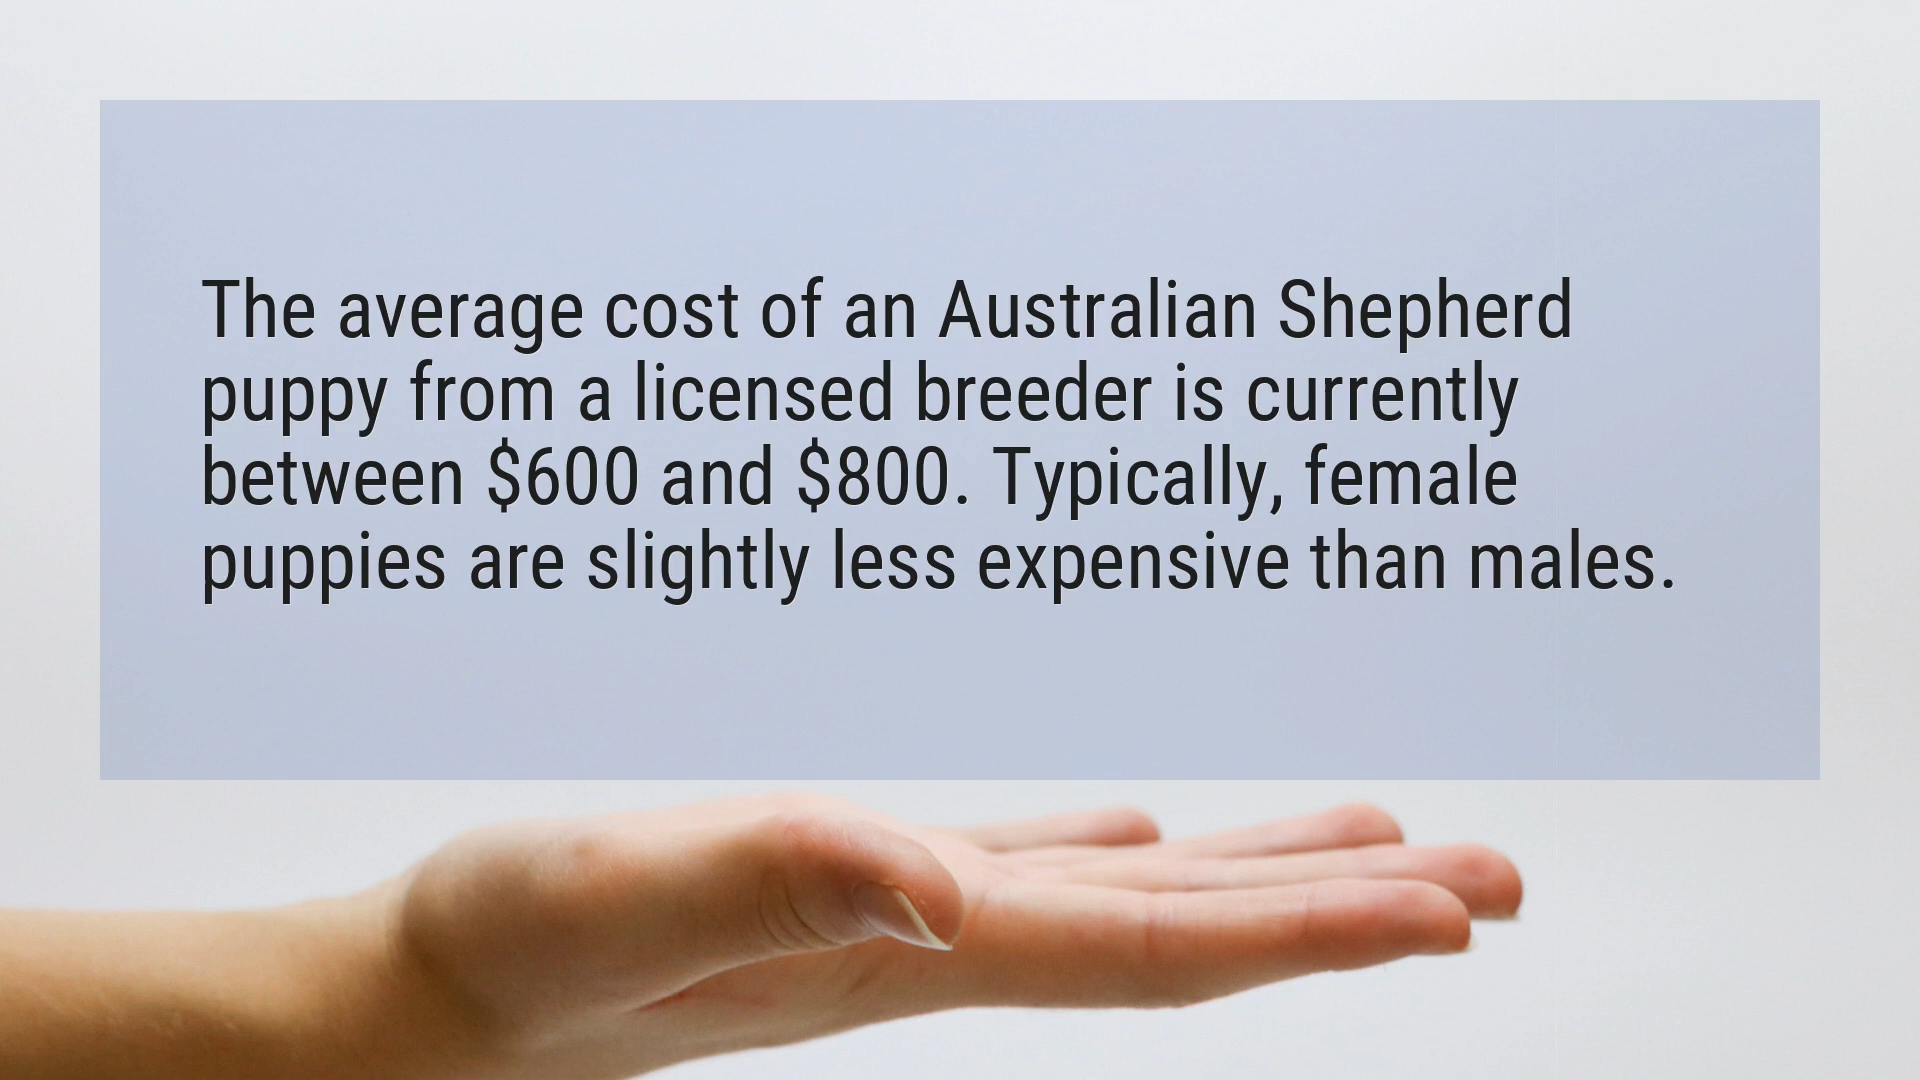 The average cost of an Australian Shepherd
puppy from a licensed breeder is currently
between $600 and $800. Typically, female
puppies are slightly less expensive than males.